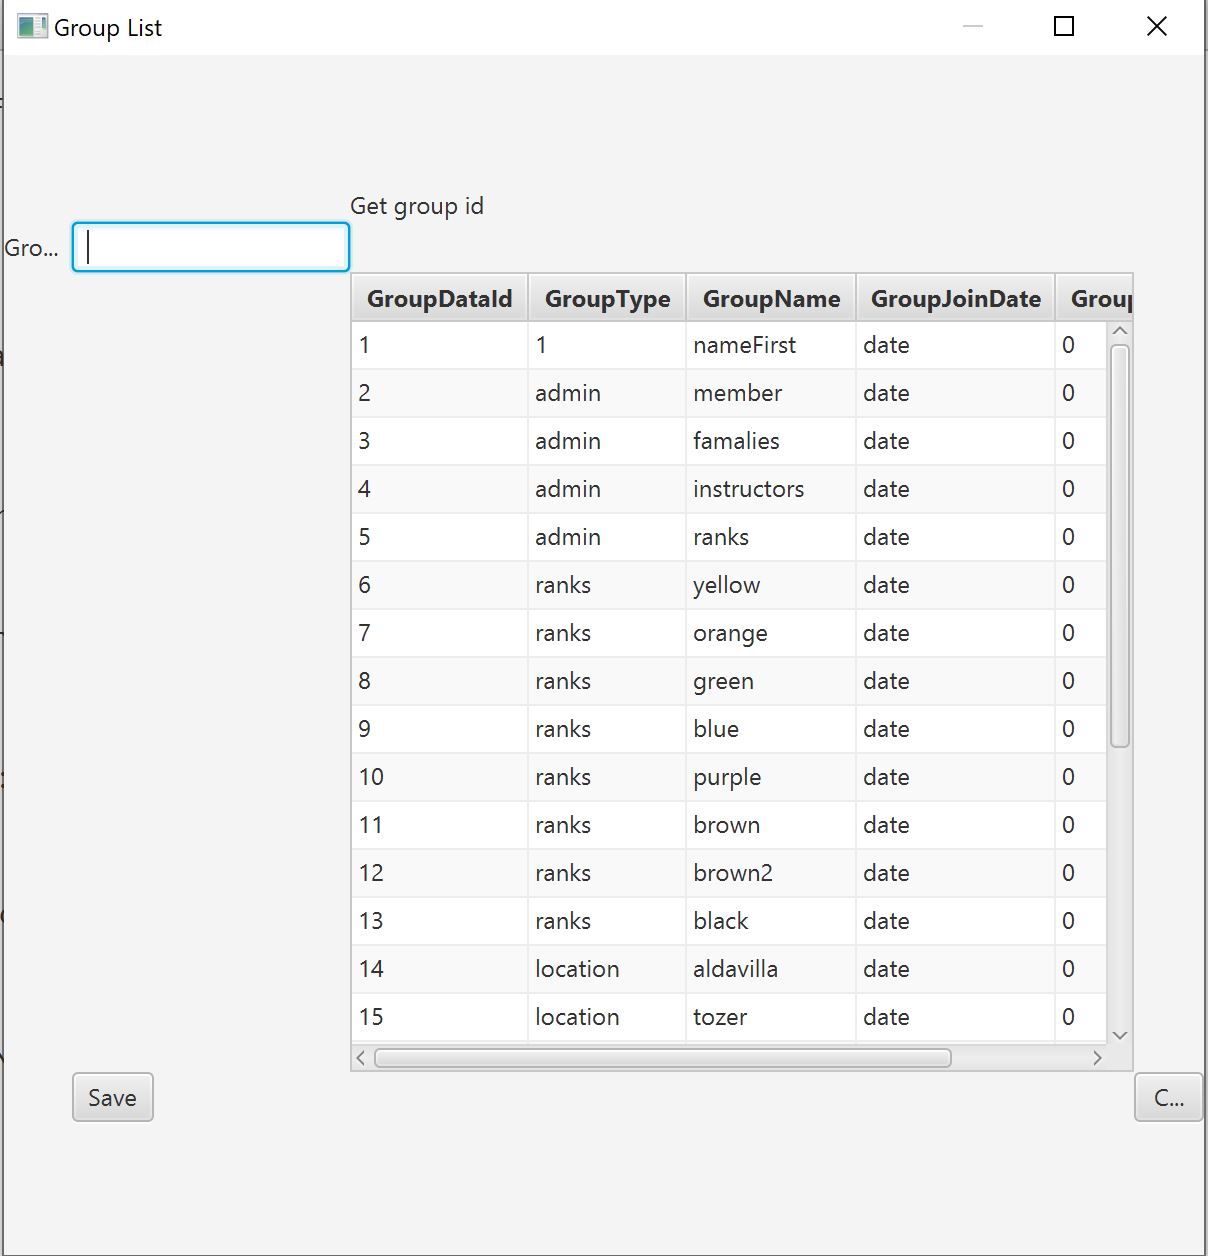 Group List
Get group id
Gro...
GroupDataId GroupType GroupName GroupJoinDate Group
1 1 nameFirst date 0
2 admin member date 0
3 admin famalies date 0
4 admin instructors date 0
5 admin ranks date 0
6 ranks yellow date 0
7 ranks orange date 0
8 ranks green date 0
9 ranks blue date 0
10 ranks purple date 0
11 ranks brown date 0
12 ranks brown2 date 0
13 ranks black date 0
14 location aldavilla date 0
15 location tozer date 0
Save C...